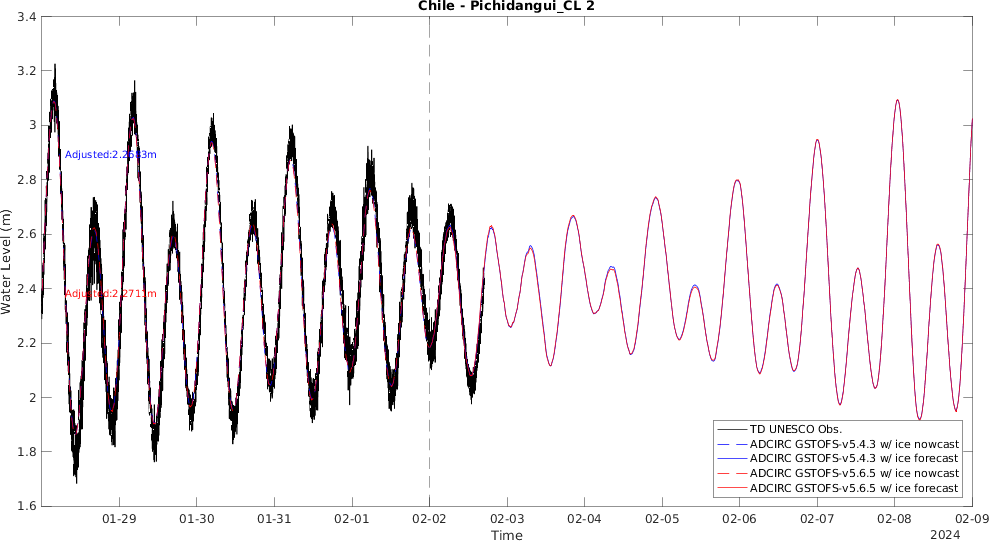 Chile - Pichidangui_CL 2
3.4
3.2
3
2.8
2.6
2.4
2.2
2
1.8
1.6
Water Level (m)
Adjusted:2.2683m
Adjusted:2.2711m
01-29
01-30
01-31
02-01
02-02
02-03
02-04
02-05
02-06
02-07
02-08
02-09
Time
2024
TD UNESCO Obs.
ADCIRC GSTOFS-v5.4.3 w/ ice nowcast
ADCIRC GSTOFS-v5.4.3 w/ ice forecast
ADCIRC GSTOFS-v5.6.5 w/ ice nowcast
ADCIRC GSTOFS-v5.6.5 w/ ice forecast